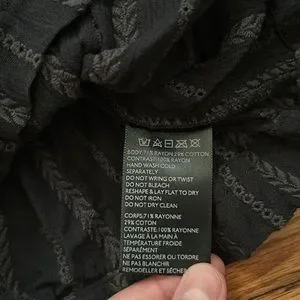 BODY: 71% RAYON 29% COTTON
CONTRAST: 100% RAYON
HAND WASH COLD
SEPARATELY
DO NOT WRING OR TWIST
DO NOT BLEACH
RESHAPE & LAY FLAT TO DRY
DO NOT IRON
DO NOT DRY CLEAN
CORPS: 71% RAYONNE
29% COTTON
CONTRASTE: 100% RAYONNE
LAVAGE À LA MAIN À
TEMPÉRATURE FROIDE
SÉPARÉMENT
NE PAS ESSORER OU TORDRE
NE PAS BLANCHIR
REMODELER ET SÉCHER